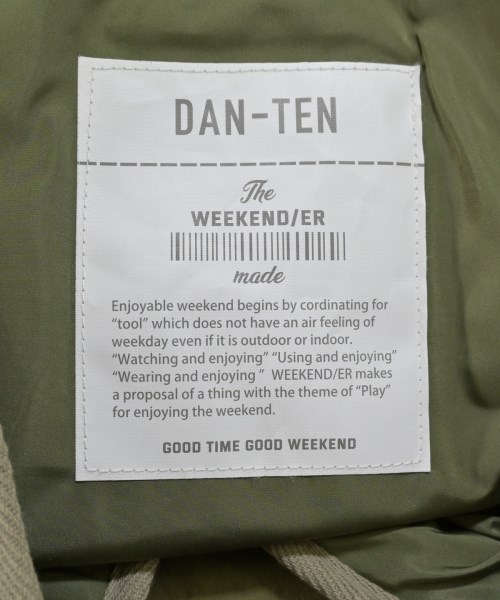 DAN-TEN
The
WEEKEND/ER
made
Enjoyable weekend begins by cordinating for
“tool” which does not have an air feeling of
weekday even if it is outdoor or indoor.
“Watching and enjoying” “Using and enjoying”
“Wearing and enjoying ” WEEKEND/ER makes
a proposal of a thing with the theme of “Play”
for enjoying the weekend.
GOOD TIME GOOD WEEKEND